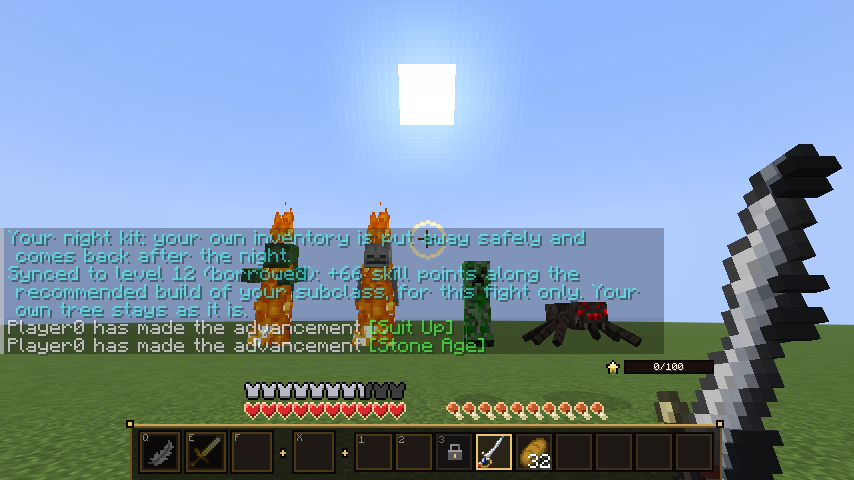 Your night kit: your own inventory is put away safely and
comes back after the night.
Synced to level 12 (borrowed): +66 skill points along the
recommended build of your subclass, for this fight only. Your
own tree stays as it is.
Player0 has made the advancement [Suit Up]
Player0 has made the advancement [Stone Age]
0/100
Q E F X 1 2 3
32